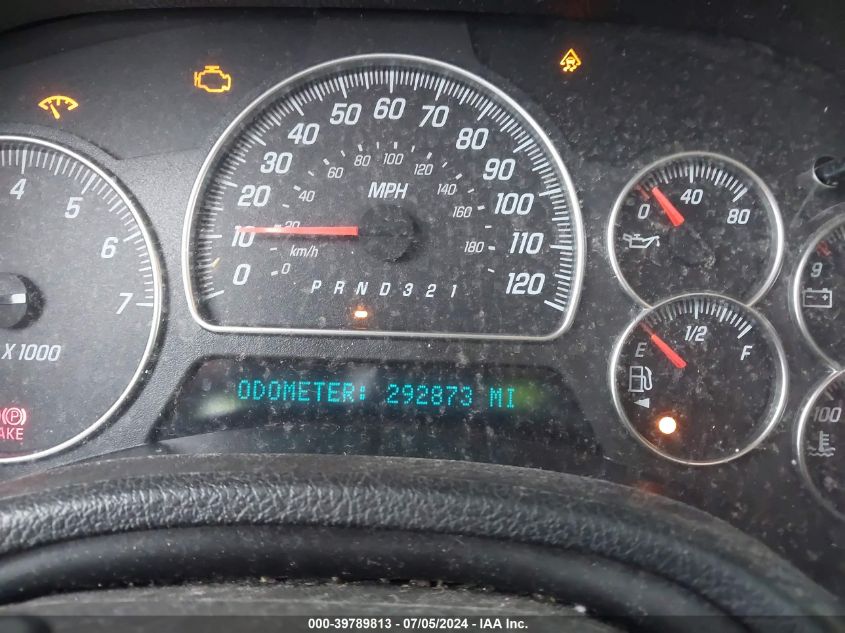 4 5 6 7
X 1000
(P)
AKE
0 10 20 30 40 50 60 70 80 90 100 110 120 120
0 20 40 60 80 100 120 140 160 180
MPH
km/h
P R N D 3 2 1
ODOMETER: 292873 MI
0 40 80
E 1/2 F
9
100
000-39789813 - 07/05/2024 - I IAA Inc.